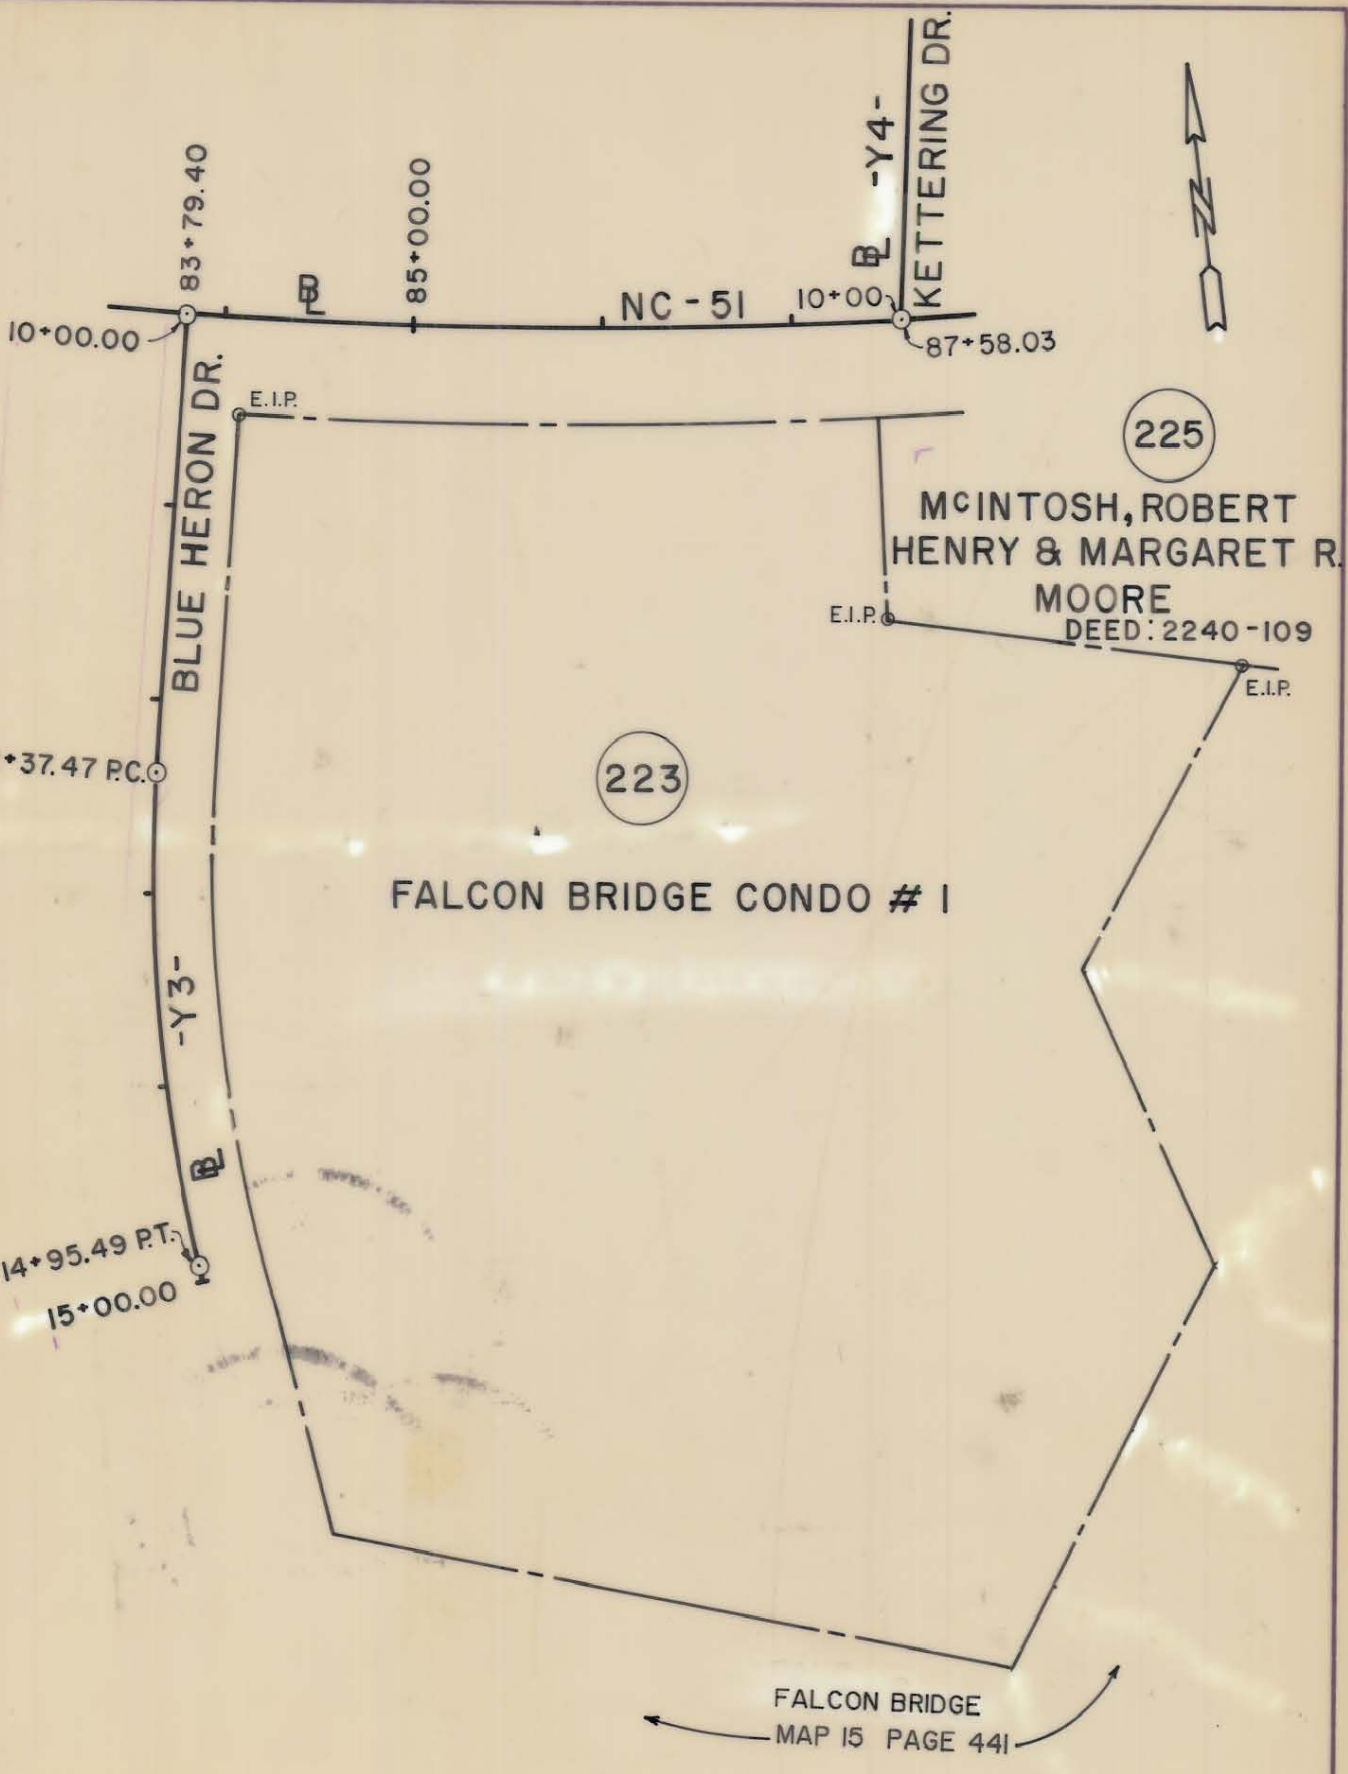 83+79.40
BL
85+00.00
NC-51
BL -Y4-
KETTERING DR.
N
10+00.00
10+00
87+58.03
BLUE HERON DR.
E.I.P.
225
McINTOSH, ROBERT
HENRY & MARGARET R.
MOORE
DEED: 2240-109
E.I.P.
E.I.P.
+37.47 P.C.
223
FALCON BRIDGE CONDO # 1
-Y3-
BL
14+95.49 P.T.
15+00.00
FALCON BRIDGE
MAP 15 PAGE 441